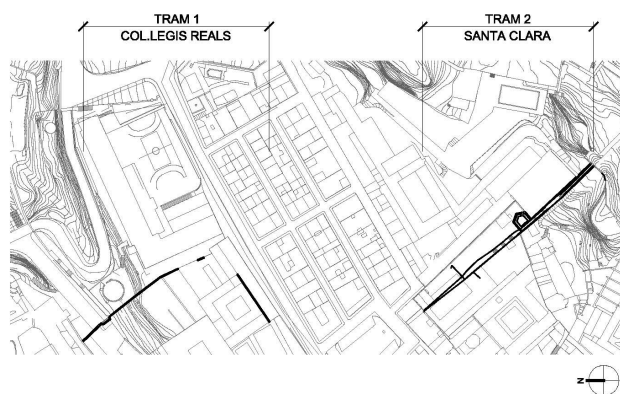 TRAM 1
COL.LEGIS REALS
TRAM 2
SANTA CLARA
N